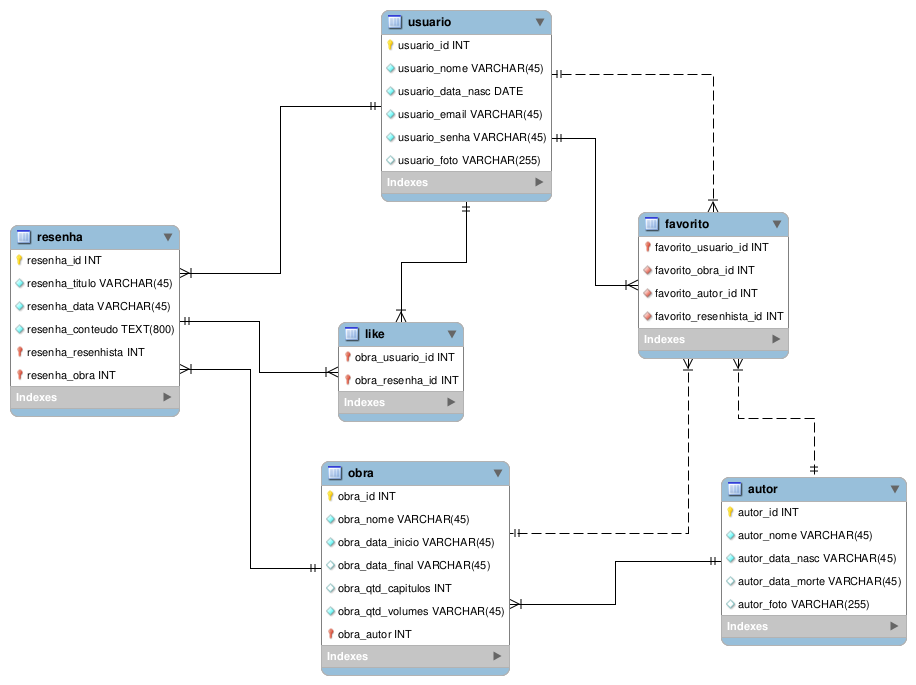 usuario
usuario_id INT
usuario_nome VARCHAR(45)
usuario_data_nasc DATE
usuario_email VARCHAR(45)
usuario_senha VARCHAR(45)
usuario_foto VARCHAR(255)
Indexes
resenha
resenha_id INT
resenha_titulo VARCHAR(45)
resenha_data VARCHAR(45)
resenha_conteudo TEXT(800)
resenha_resenhista INT
resenha_obra INT
Indexes
favorito
favorito_usuario_id INT
favorito_obra_id INT
favorito_autor_id INT
favorito_resenhista_id INT
Indexes
like
obra_usuario_id INT
obra_resenha_id INT
Indexes
obra
obra_id INT
obra_nome VARCHAR(45)
obra_data_inicio VARCHAR(45)
obra_data_final VARCHAR(45)
obra_qtd_capitulos INT
obra_qtd_volumes VARCHAR(45)
obra_autor INT
Indexes
autor
autor_id INT
autor_nome VARCHAR(45)
autor_data_nasc VARCHAR(45)
autor_data_morte VARCHAR(45)
autor_foto VARCHAR(255)
Indexes